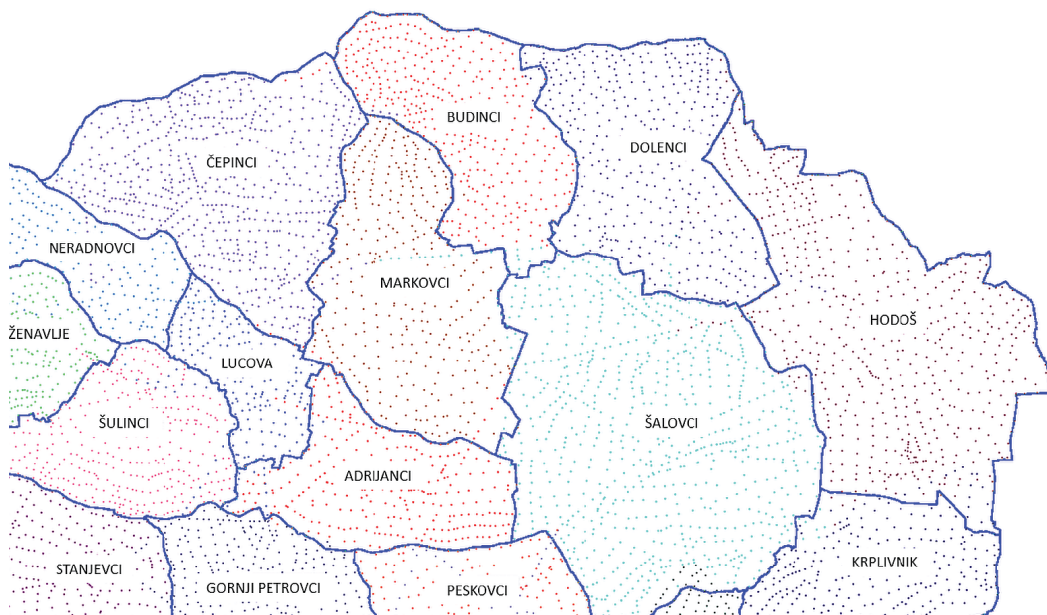 BUDINCI
DOLENCI
ČEPINCI
NERADNOVCI
MARKOVCI
HODOŠ
ŽENAVLJE
LUCOVA
ŠULINCI
ŠALOVCI
ADRIJANCI
STANJEVCI
GORNJI PETROVCI
PESKOVCI
KRPLIVNIK